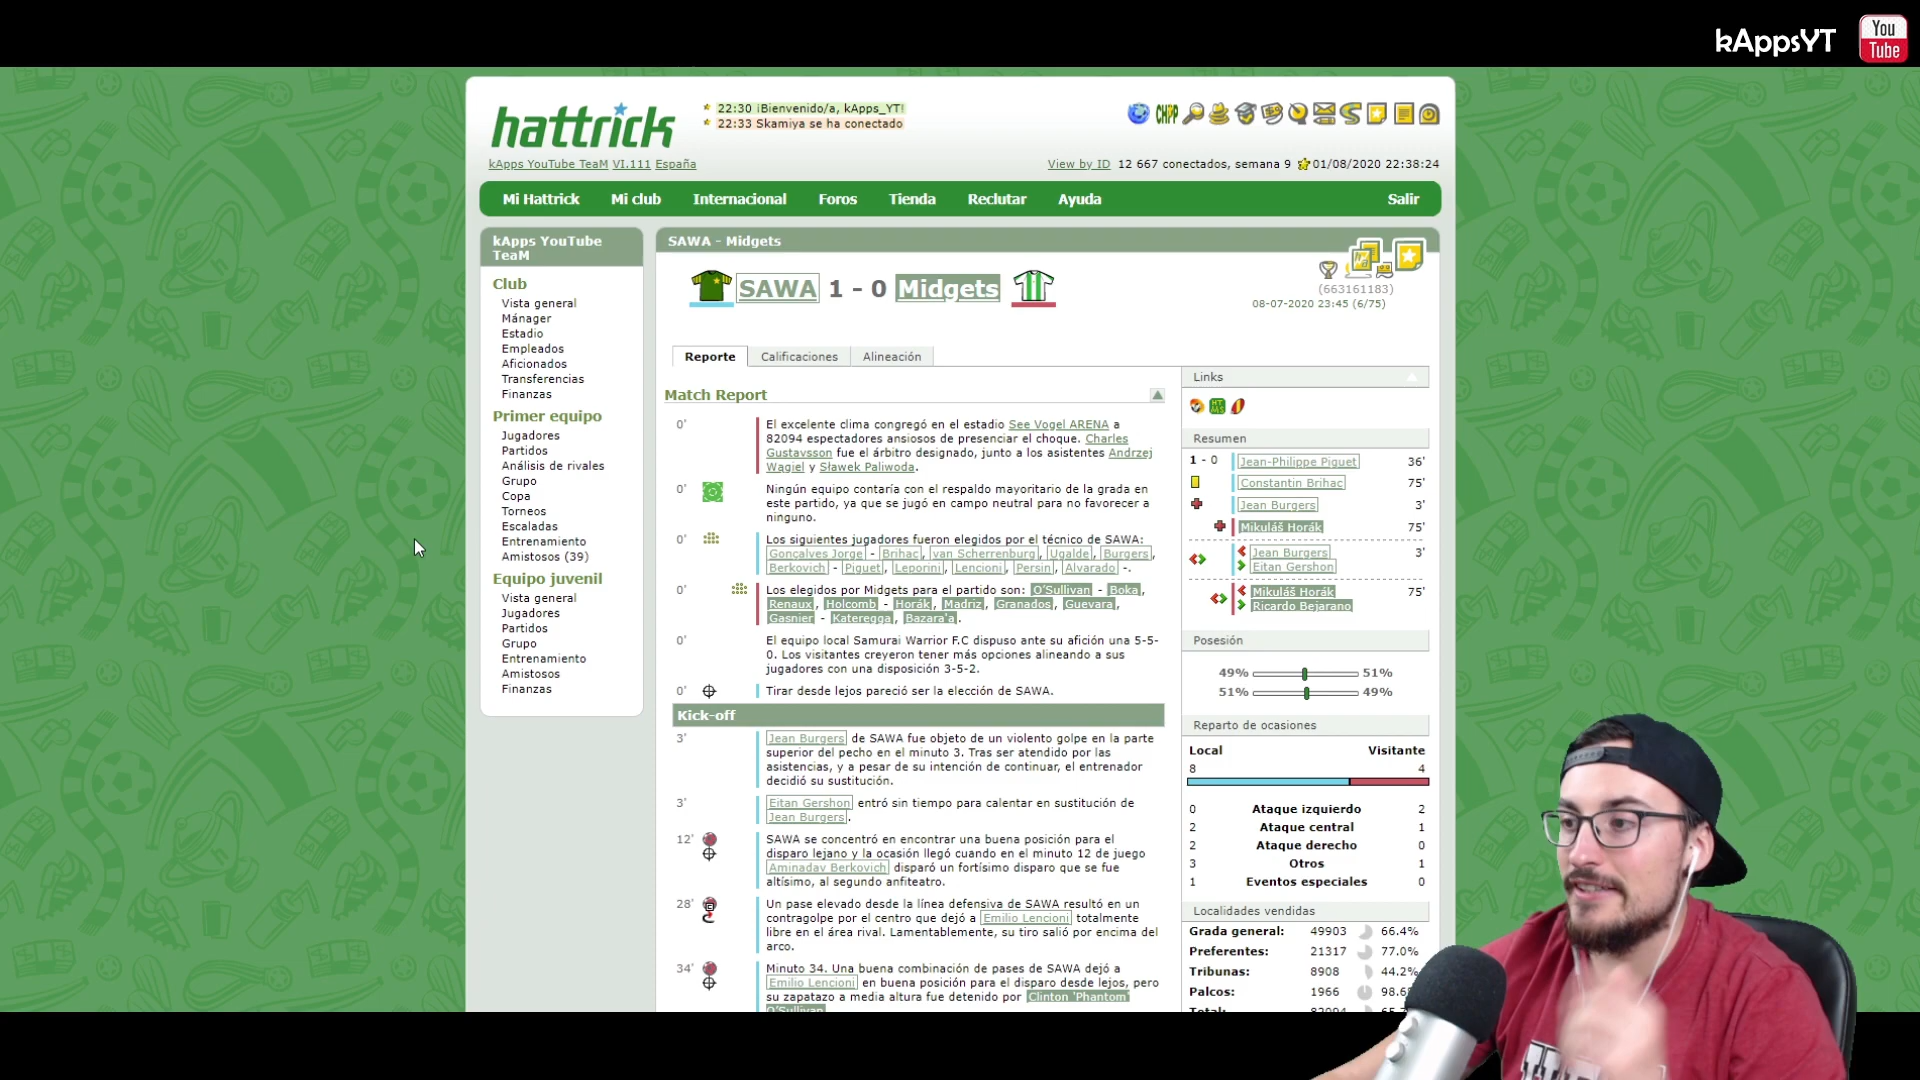 kAppsYT
You
Tube
hattrick
22:30 ¡Bienvenido/a, kApps_YT!
22:33 Skamiya se ha conectado
CHPP
kApps YouTube TeaM VI.111 España
View by ID 12 667 conectados, semana 9 01/08/2020 22:38:24
Mi Hattrick Mi club Internacional Foros Tienda Reclutar Ayuda Salir
kApps YouTube
TeaM
Club
Vista general
Mánager
Estadio
Empleados
Aficionados
Transferencias
Finanzas
Primer equipo
Jugadores
Partidos
Análisis de rivales
Grupo
Copa
Torneos
Escaladas
Entrenamiento
Amistosos (39)
Equipo juvenil
Vista general
Jugadores
Partidos
Grupo
Entrenamiento
Amistosos
Finanzas
SAWA - Midgets
SAWA 1 - 0 Midgets
(663161183)
08-07-2020 23:45 (6/75)
Reporte Calificaciones Alineación
Match Report
0' El excelente clima congregó en el estadio See Vogel ARENA a
82094 espectadores ansiosos de presenciar el choque. Charles
Gustavsson fue el árbitro designado, junto a los asistentes Andrzej
Wagiel y Sławek Paliwoda.
0' Ningún equipo contaría con el respaldo mayoritario de la grada en
este partido, ya que se jugó en campo neutral para no favorecer a
ninguno.
0' Los siguientes jugadores fueron elegidos por el técnico de SAWA:
Gonçalves Jorge - Brihac, van Scherrenburg, Ugalde, Burgers,
Berkovich - Piguet, Leporini, Lencioni, Persin, Alvarado -.
0' Los elegidos por Midgets para el partido son: O'Sullivan - Boka,
Renaux, Holcomb - Horák, Madriz, Granados, Guevara,
Gasnier - Kateregga, Bazara'a.
0' El equipo local Samurai Warrior F.C dispuso ante su afición una 5-5-
0. Los visitantes creyeron tener más opciones alineando a sus
jugadores con una disposición 3-5-2.
0' Tirar desde lejos pareció ser la elección de SAWA.
Kick-off
3' Jean Burgers de SAWA fue objeto de un violento golpe en la parte
superior del pecho en el minuto 3. Tras ser atendido por las
asistencias, y a pesar de su intención de continuar, el entrenador
decidió su sustitución.
3' Eitan Gershon entró sin tiempo para calentar en sustitución de
Jean Burgers.
12' SAWA se concentró en encontrar una buena posición para el
disparo lejano y la ocasión llegó cuando en el minuto 12 de juego
Aminadav Berkovich disparó un fortísimo disparo que se fue
altísimo, al segundo anfiteatro.
28' Un pase elevado desde la línea defensiva de SAWA resultó en un
contragolpe por el centro que dejó a Emilio Lencioni totalmente
libre en el área rival. Lamentablemente, su tiro salió por encima del
arco.
34' Minuto 34. Una buena combinación de pases de SAWA dejó a
Emilio Lencioni en buena posición para el disparo desde lejos, pero
su zapatazo a media altura fue detenido por Clinton 'Phantom'
O'Sullivan
Links
Resumen
1 - 0 Jean-Philippe Piguet 36'
Constantin Brihac 75'
Jean Burgers 3'
Mikuláš Horák 75'
Jean Burgers 3'
Eitan Gershon
Mikuláš Horák 75'
Ricardo Bejarano
Posesión
49% 51%
51% 49%
Reparto de ocasiones
Local Visitante
8 4
0 Ataque izquierdo 2
2 Ataque central 1
2 Ataque derecho 0
3 Otros 1
1 Eventos especiales 0
Localidades vendidas
Grada general: 49903 66.4%
Preferentes: 21317 77.0%
Tribunas: 8908 44.2%
Palcos: 1966 98.6
Total: 82094